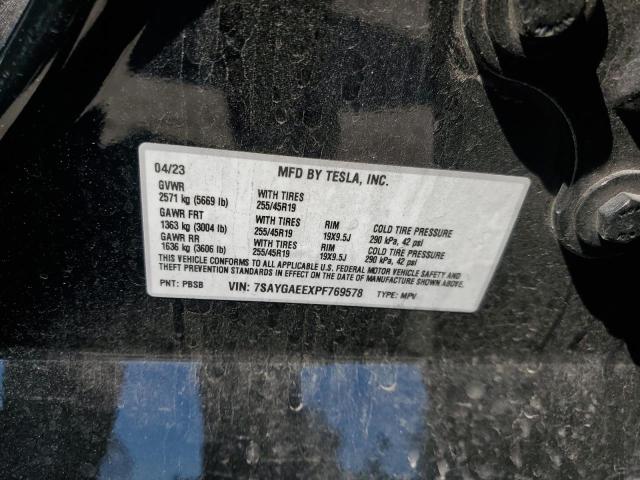 04/23 MFD BY TESLA, INC.
GVWR
2571 kg (5669 lb) WITH TIRES 255/45R19
GAWR FRT
1363 kg (3004 lb) WITH TIRES 255/45R19 RIM 19X9.5J COLD TIRE PRESSURE 290 kPa, 42 psi
GAWR RR
1636 kg (3606 lb) WITH TIRES 255/45R19 RIM 19X9.5J COLD TIRE PRESSURE 290 kPa, 42 psi
THIS VEHICLE CONFORMS TO ALL APPLICABLE U.S. FEDERAL MOTOR VEHICLE SAFETY AND
THEFT PREVENTION STANDARDS IN EFFECT ON THE DATE OF MANUFACTURE SHOWN ABOVE.
PNT: PBSB VIN: 7SAYGAEEXPF769578 TYPE: MPV